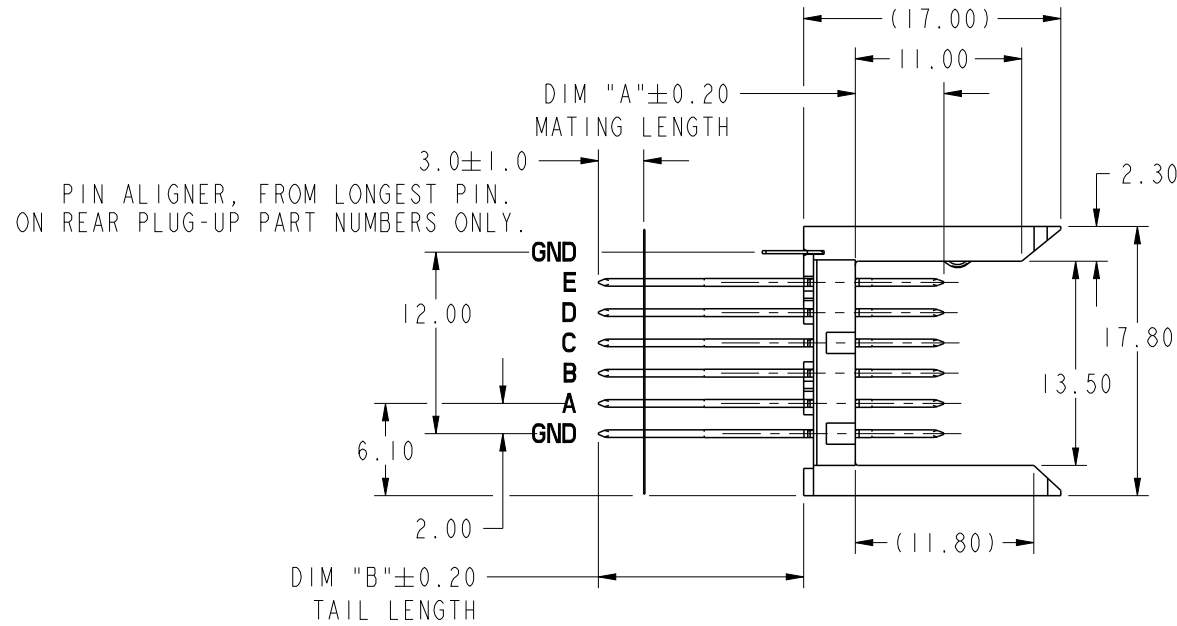 (17.00)
11.00
DIM "A"±0.20
MATING LENGTH
3.0±1.0
2.30
PIN ALIGNER, FROM LONGEST PIN.
ON REAR PLUG-UP PART NUMBERS ONLY.
GND
E
D
12.00
C
17.80
B
13.50
A
GND
6.10
2.00
(11.80)
DIM "B"±0.20
TAIL LENGTH